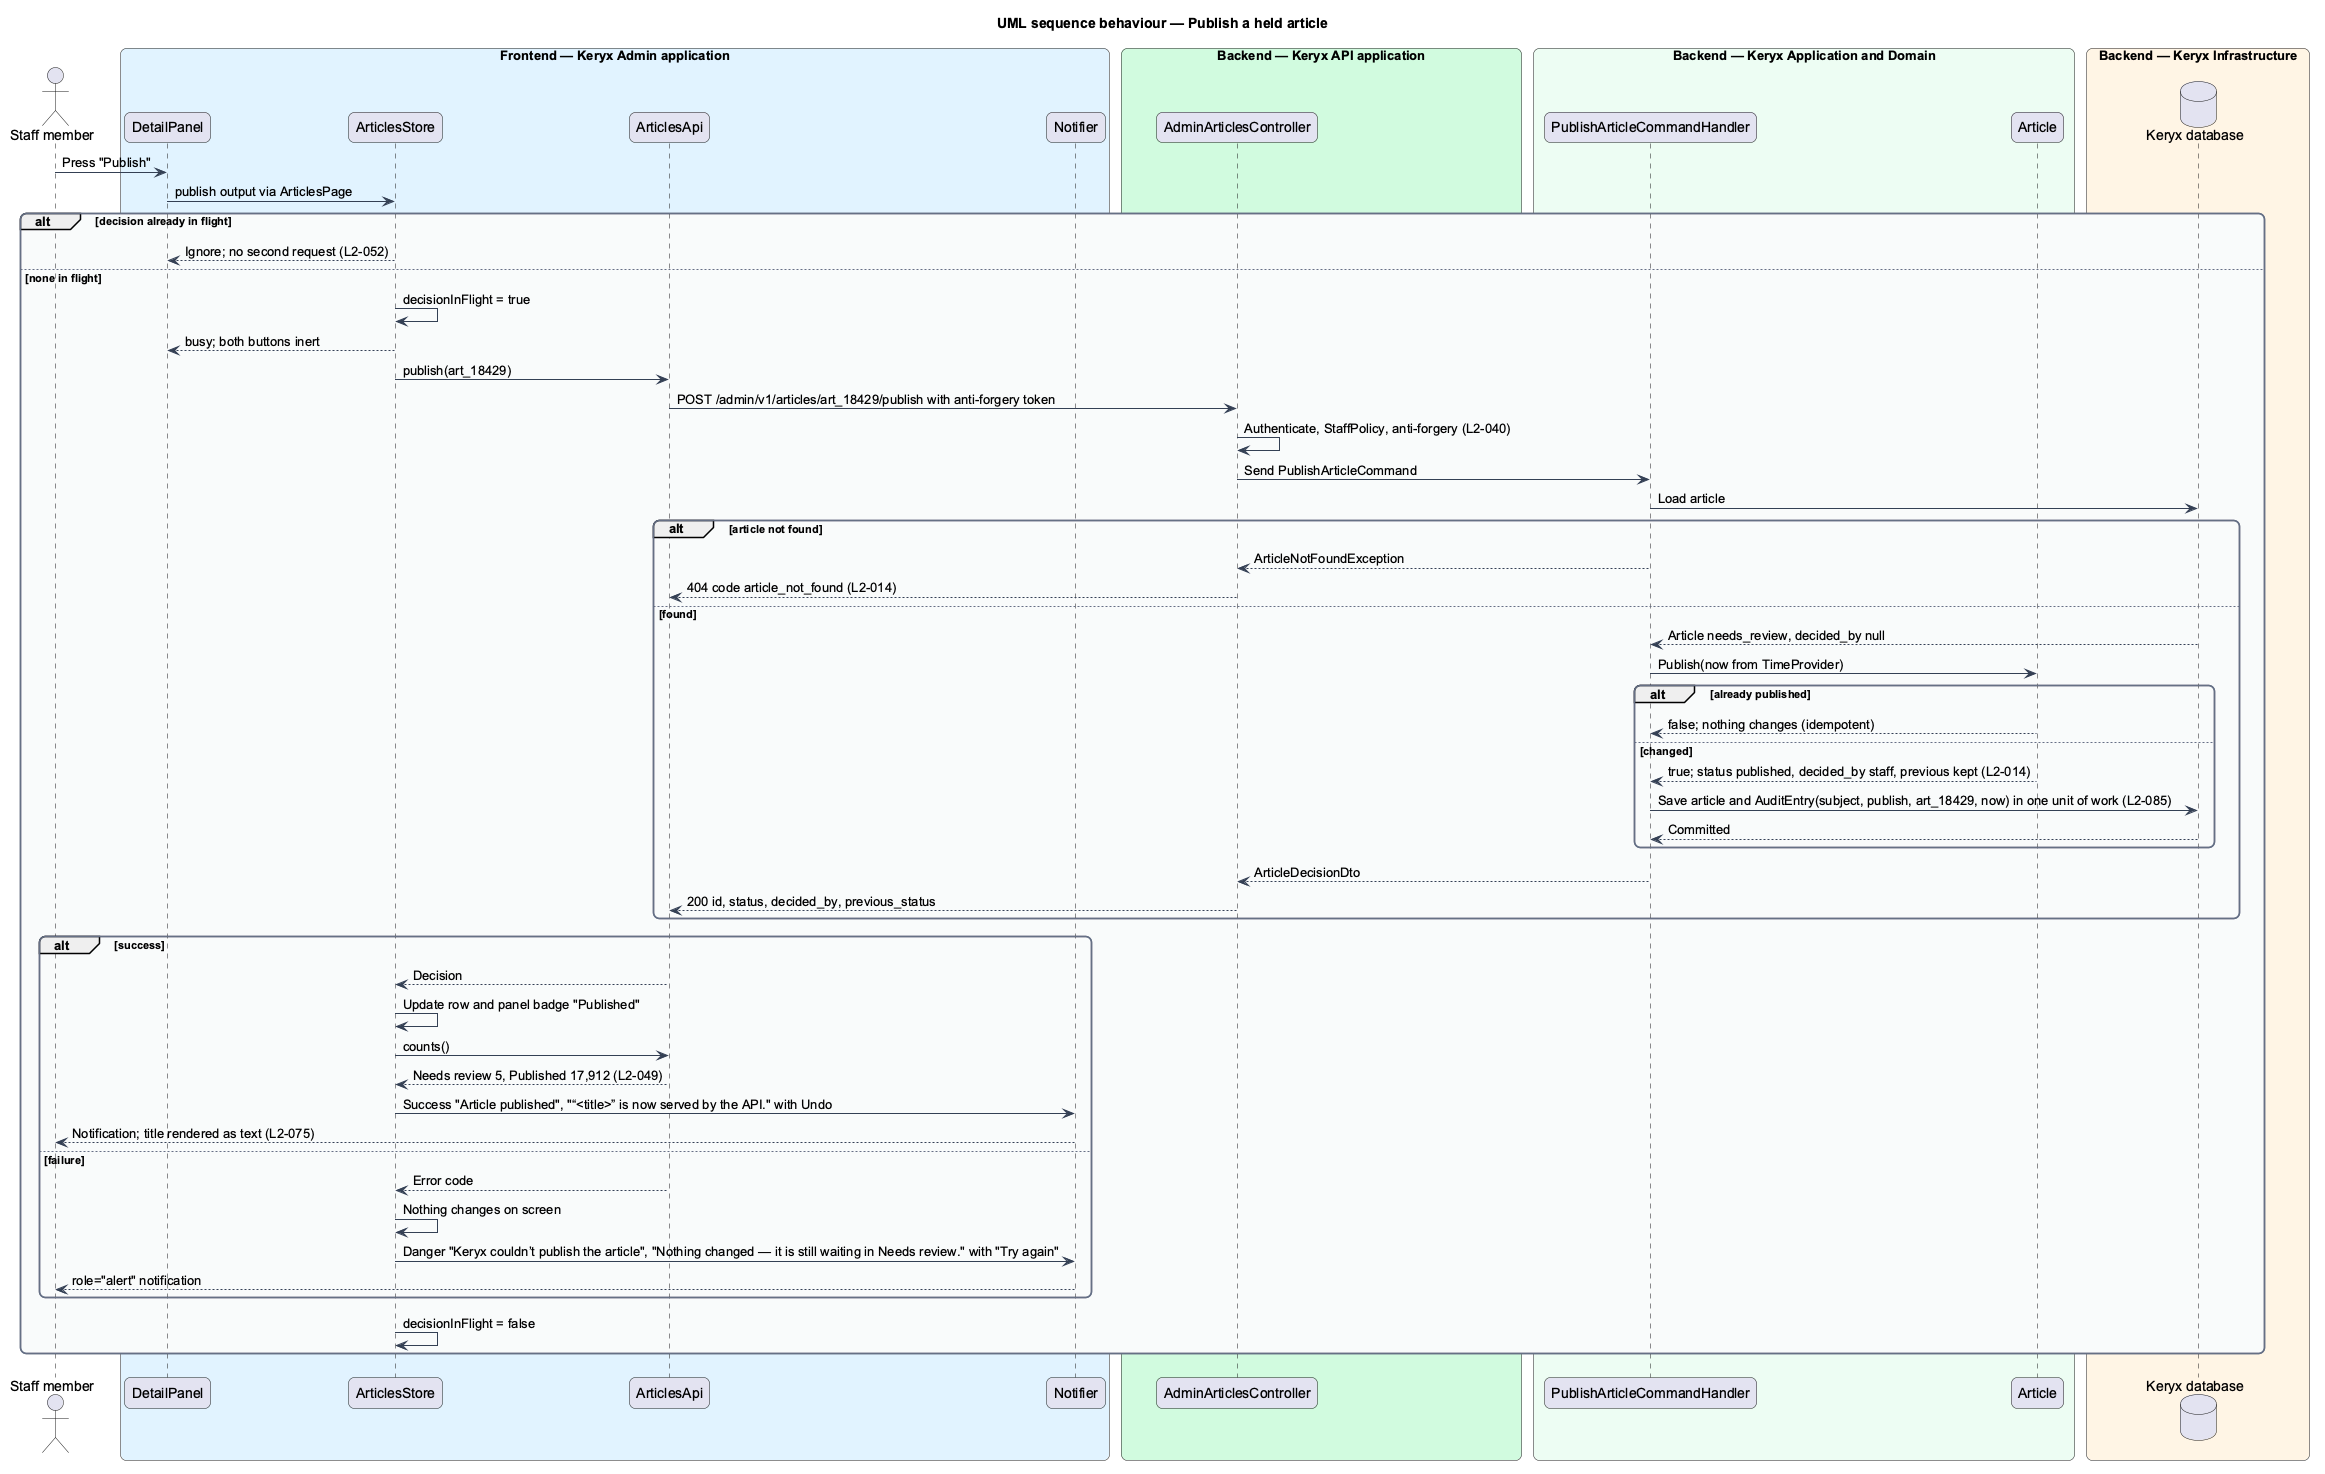 UML sequence behaviour — Publish a held article
Frontend — Keryx Admin application
Backend — Keryx API application
Backend — Keryx Application and Domain
Backend — Keryx Infrastructure
Staff member
DetailPanel
ArticlesStore
ArticlesApi
Notifier
AdminArticlesController
PublishArticleCommandHandler
Article
Keryx database
Press "Publish"
publish output via ArticlesPage
alt [decision already in flight]
Ignore; no second request (L2-052)
[none in flight]
decisionInFlight = true
busy; both buttons inert
publish(art_18429)
POST /admin/v1/articles/art_18429/publish with anti-forgery token
Authenticate, StaffPolicy, anti-forgery (L2-040)
Send PublishArticleCommand
Load article
alt [article not found]
ArticleNotFoundException
404 code article_not_found (L2-014)
[found]
Article needs_review, decided_by null
Publish(now from TimeProvider)
alt [already published]
false; nothing changes (idempotent)
[changed]
true; status published, decided_by staff, previous kept (L2-014)
Save article and AuditEntry(subject, publish, art_18429, now) in one unit of work (L2-085)
Committed
ArticleDecisionDto
200 id, status, decided_by, previous_status
alt [success]
Decision
Update row and panel badge "Published"
counts()
Needs review 5, Published 17,912 (L2-049)
Success "Article published", "“<title>” is now served by the API." with Undo
Notification; title rendered as text (L2-075)
[failure]
Error code
Nothing changes on screen
Danger "Keryx couldn’t publish the article", "Nothing changed — it is still waiting in Needs review." with "Try again"
role="alert" notification
decisionInFlight = false
Staff member
DetailPanel
ArticlesStore
ArticlesApi
Notifier
AdminArticlesController
PublishArticleCommandHandler
Article
Keryx database